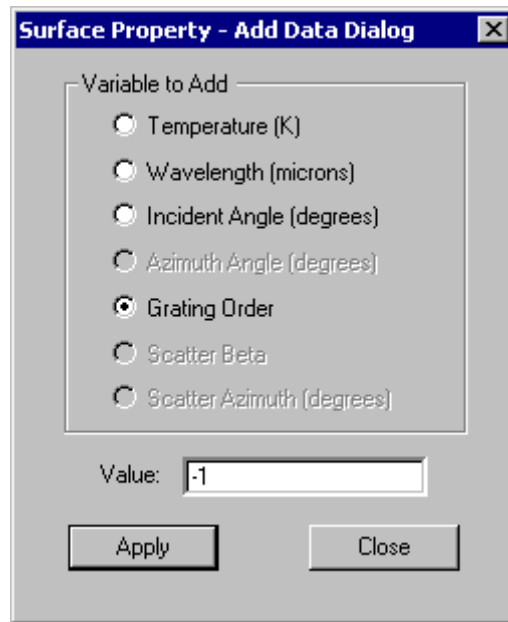 Surface Property - Add Data Dialog
Variable to Add
Temperature (K)
Wavelength (microns)
Incident Angle (degrees)
Azimuth Angle (degrees)
Grating Order
Scatter Beta
Scatter Azimuth (degrees)
Value: -1
Apply Close